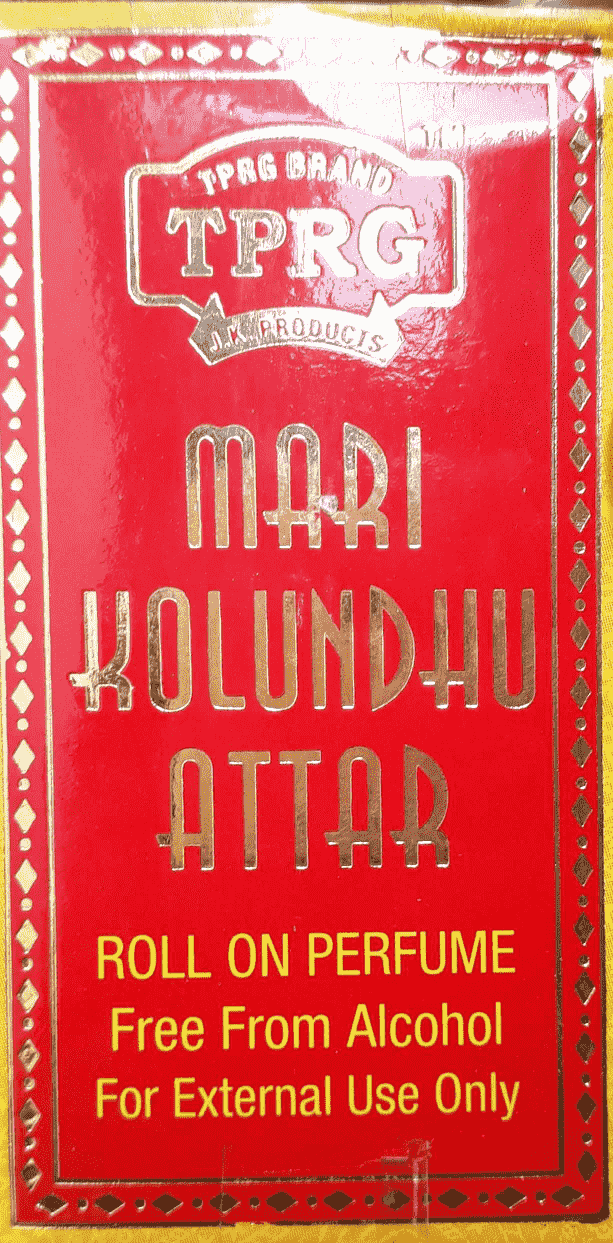 TM
TPRG BRAND
TPRG
J.K. PRODUCTS
MARI
KOLUNDHU
ATTAR
ROLL ON PERFUME
Free From Alcohol
For External Use Only